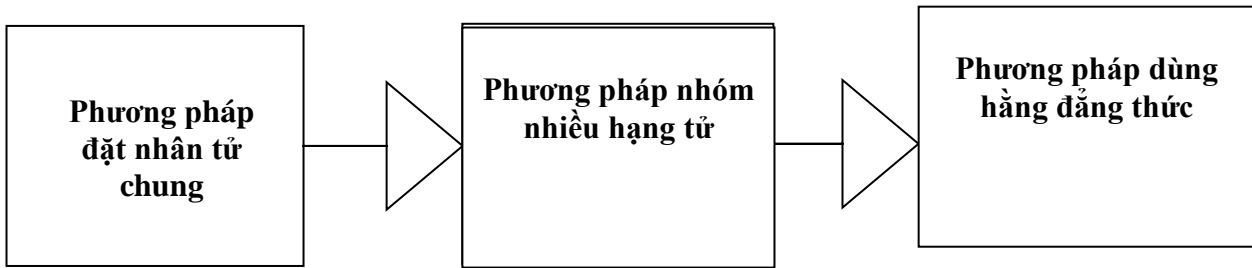 Phương pháp
đặt nhân tử
chung
Phương pháp nhóm
nhiều hạng tử
Phương pháp dùng
hằng đẳng thức